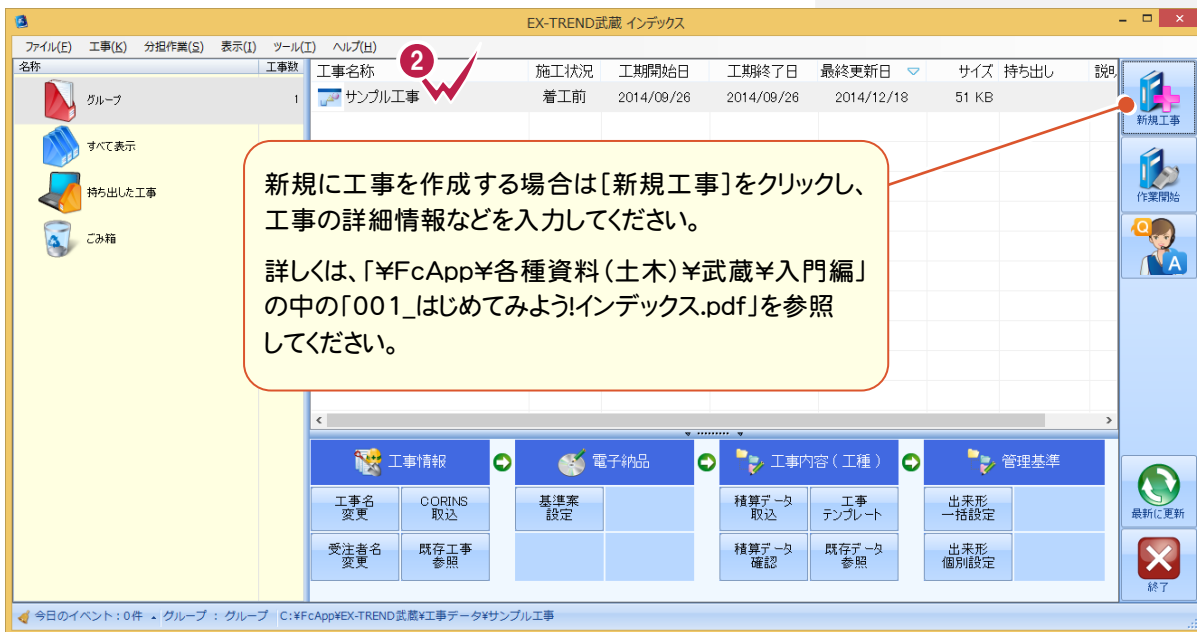 EX-TREND武蔵 インデックス
ファイル(F) 工事(K) 分担作業(S) 表示(I) ツール(T) ヘルプ(H)
名称 工事数
グループ 1
すべて表示
持ち出した工事
ごみ箱
2
工事名称 施工状況 工期開始日 工期終了日 最終更新日 サイズ 持ち出し 説明
サンプル工事 着工前 2014/09/26 2014/09/26 2014/12/18 51 KB
新規に工事を作成する場合は[新規工事]をクリックし、
工事の詳細情報などを入力してください。
詳しくは、「¥FcApp¥各種資料(土木)¥武蔵¥入門編」
の中の「001_はじめてみよう!インデックス.pdf」を参照
してください。
新規工事
作業開始
Q
A
最新に更新
終了
工事情報 電子納品 工事内容(工種) 管理基準
工事名
変更
CORINS
取込
基準案
設定
積算データ
取込
工事
テンプレート
出来形
一括設定
受注者名
変更
既存工事
参照
積算データ
確認
既存データ
参照
出来形
個別設定
今日のイベント:0件 グループ : グループ C:¥FcApp¥EX-TREND武蔵¥工事データ¥サンプル工事